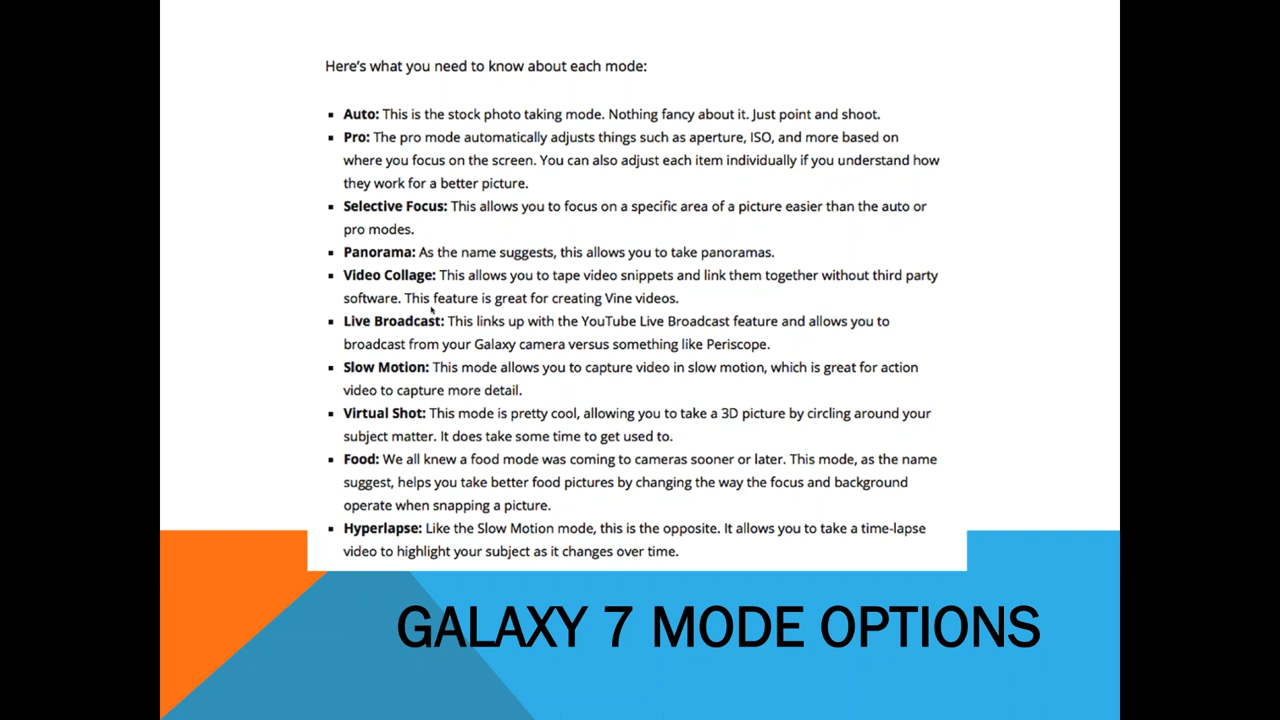 Here's what you need to know about each mode:
▪ Auto: This is the stock photo taking mode. Nothing fancy about it. Just point and shoot.
▪ Pro: The pro mode automatically adjusts things such as aperture, ISO, and more based on
where you focus on the screen. You can also adjust each item individually if you understand how
they work for a better picture.
▪ Selective Focus: This allows you to focus on a specific area of a picture easier than the auto or
pro modes.
▪ Panorama: As the name suggests, this allows you to take panoramas.
▪ Video Collage: This allows you to tape video snippets and link them together without third party
software. This feature is great for creating Vine videos.
▪ Live Broadcast: This links up with the YouTube Live Broadcast feature and allows you to
broadcast from your Galaxy camera versus something like Periscope.
▪ Slow Motion: This mode allows you to capture video in slow motion, which is great for action
video to capture more detail.
▪ Virtual Shot: This mode is pretty cool, allowing you to take a 3D picture by circling around your
subject matter. It does take some time to get used to.
▪ Food: We all knew a food mode was coming to cameras sooner or later. This mode, as the name
suggest, helps you take better food pictures by changing the way the focus and background
operate when snapping a picture.
▪ Hyperlapse: Like the Slow Motion mode, this is the opposite. It allows you to take a time-lapse
video to highlight your subject as it changes over time.
GALAXY 7 MODE OPTIONS